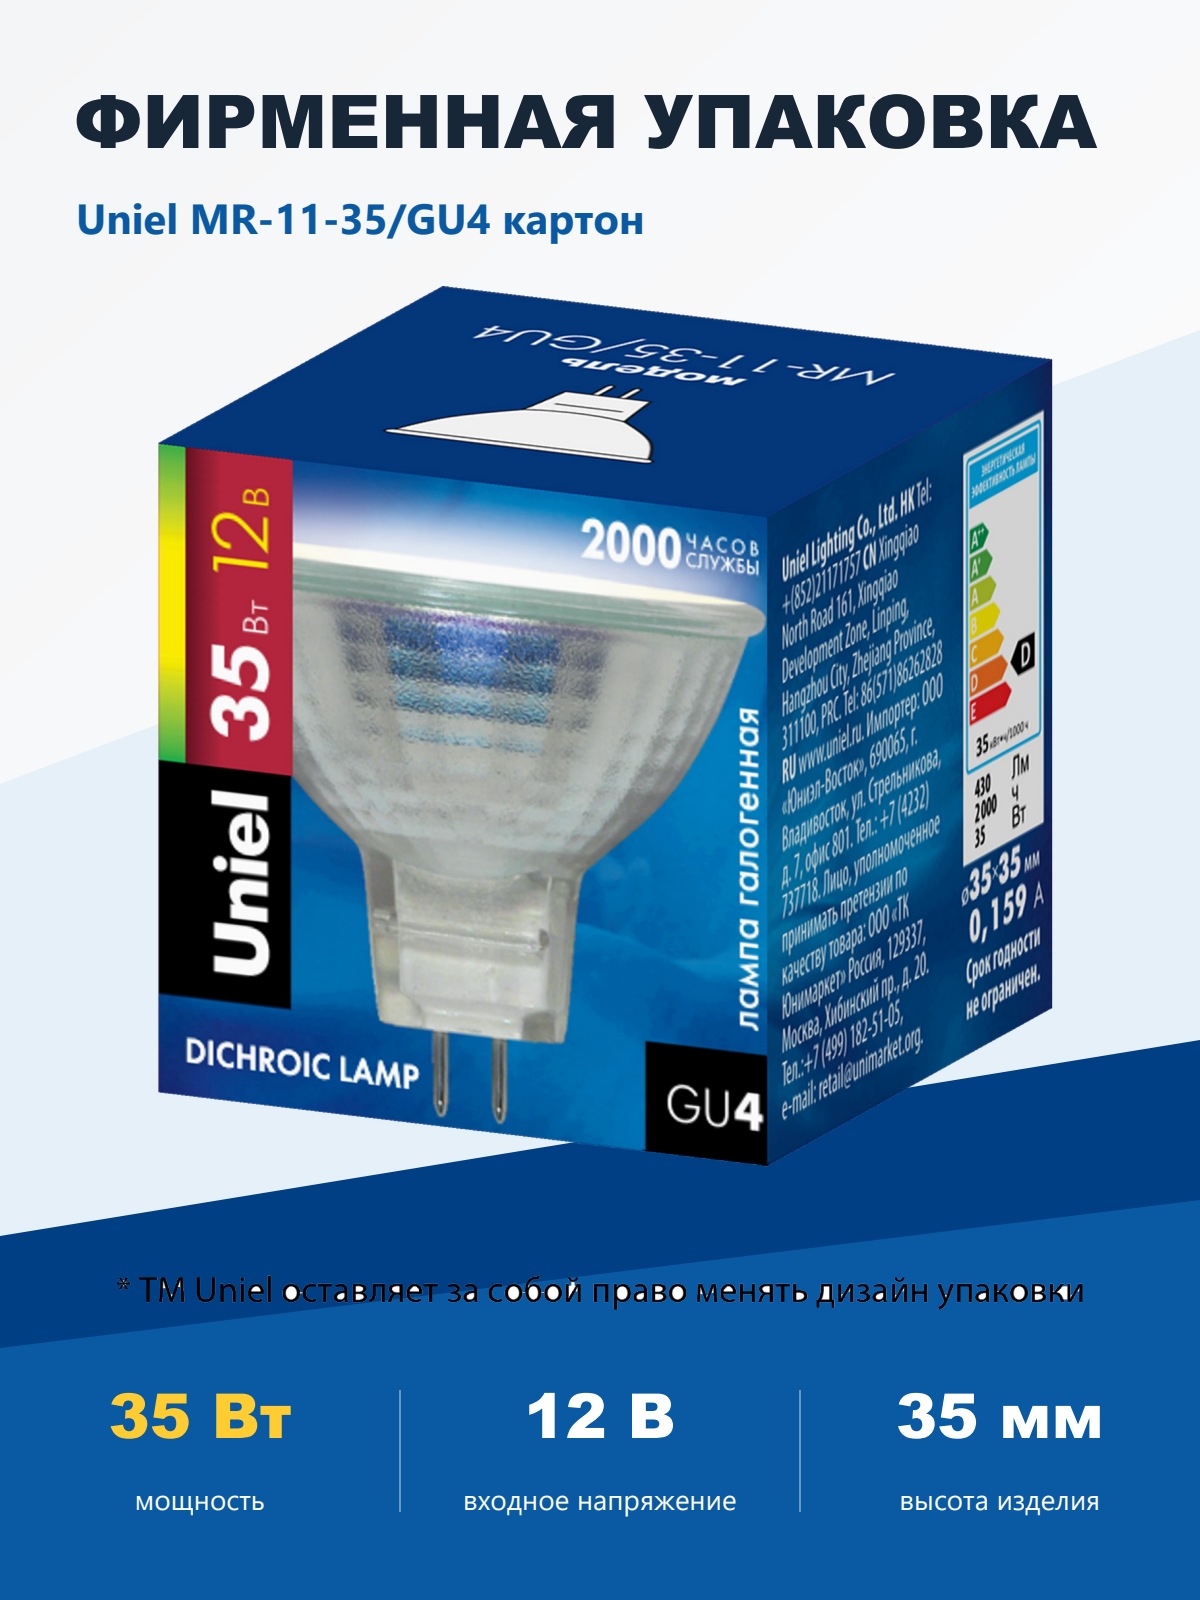 ФИРМЕННАЯ УПАКОВКА
Uniel MR-11-35/GU4 картон
MR-11-35/GU4
модель
35 Вт 12 В
Uniel
2000 ЧАСОВ
СЛУЖБЫ
лампа галогенная
DICHROIC LAMP
GU4
Uniel Lighting Co., Ltd. HK Tel:
+(852)21171757 CN Xingqiao
North Road 161, Xingqiao
Development Zone, Linping,
Hangzhou City, Zhejiang Province,
311100, PRC. Tel: 86(571)86262828
RU www.uniel.ru. Импортер: ООО
«Юниэл-Восток», 690065, г.
Владивосток, ул. Стрельникова,
д. 7, офис 801. Тел.: +7 (4232)
737718. Лицо, уполномоченное
принимать претензии по
качеству товара: ООО «ТК
Юнимаркет» Россия, 129337,
Москва, Хибинский пр., д. 20.
Тел.:+7 (499) 182-51-05,
e-mail: retail@unimarket.org.
ЭНЕРГЕТИЧЕСКАЯ
ЭФФЕКТИВНОСТЬ ЛАМПЫ
A++
A+
A
B
C
D
D
E
35 кВт•ч/1000 ч
430 Лм
2000 ч
35 Вт
ø35×35 мм
0,159 А
Срок годности
не ограничен.
* ТМ Uniel оставляет за собой право менять дизайн упаковки
35 Вт
мощность
12 В
входное напряжение
35 мм
высота изделия